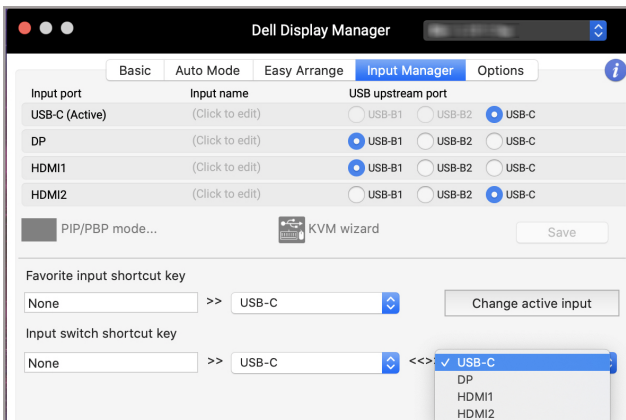 Dell Display Manager
Basic Auto Mode Easy Arrange Input Manager Options i
Input port Input name USB upstream port
USB-C (Active) (Click to edit) USB-B1 USB-B2 USB-C
DP (Click to edit) USB-B1 USB-B2 USB-C
HDMI1 (Click to edit) USB-B1 USB-B2 USB-C
HDMI2 (Click to edit) USB-B1 USB-B2 USB-C
PIP/PBP mode... KVM wizard Save
Favorite input shortcut key
None >> USB-C Change active input
Input switch shortcut key
None >> USB-C <<>> ✓ USB-C
DP
HDMI1
HDMI2